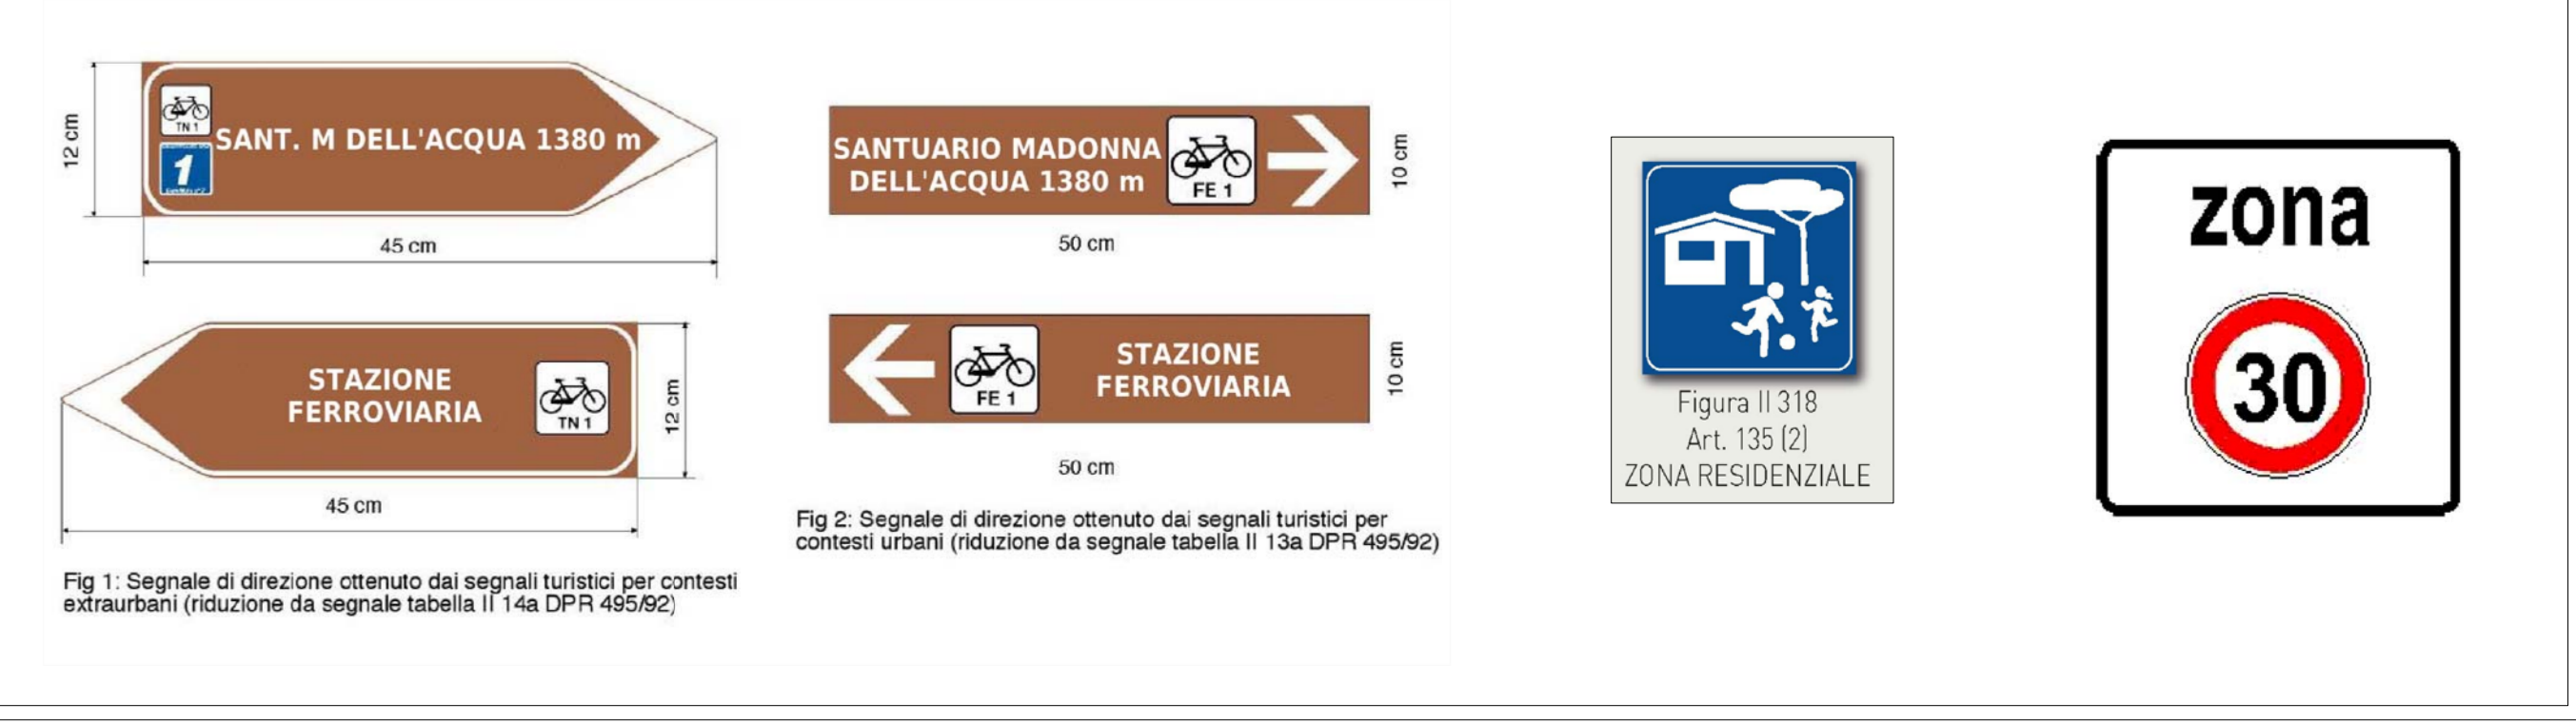 12 cm
TN 1
1
SANT. M DELL'ACQUA 1380 m
45 cm
STAZIONE
FERROVIARIA
TN 1
12 cm
45 cm
Fig 1: Segnale di direzione ottenuto dai segnali turistici per contesti
extraurbani (riduzione da segnale tabella II 14a DPR 495/92)
SANTUARIO MADONNA
DELL'ACQUA 1380 m
FE 1
10 cm
50 cm
FE 1
STAZIONE
FERROVIARIA
10 cm
50 cm
Fig 2: Segnale di direzione ottenuto dai segnali turistici per
contesti urbani (riduzione da segnale tabella II 13a DPR 495/92)
Figura II 318
Art. 135 (2)
ZONA RESIDENZIALE
zona
30